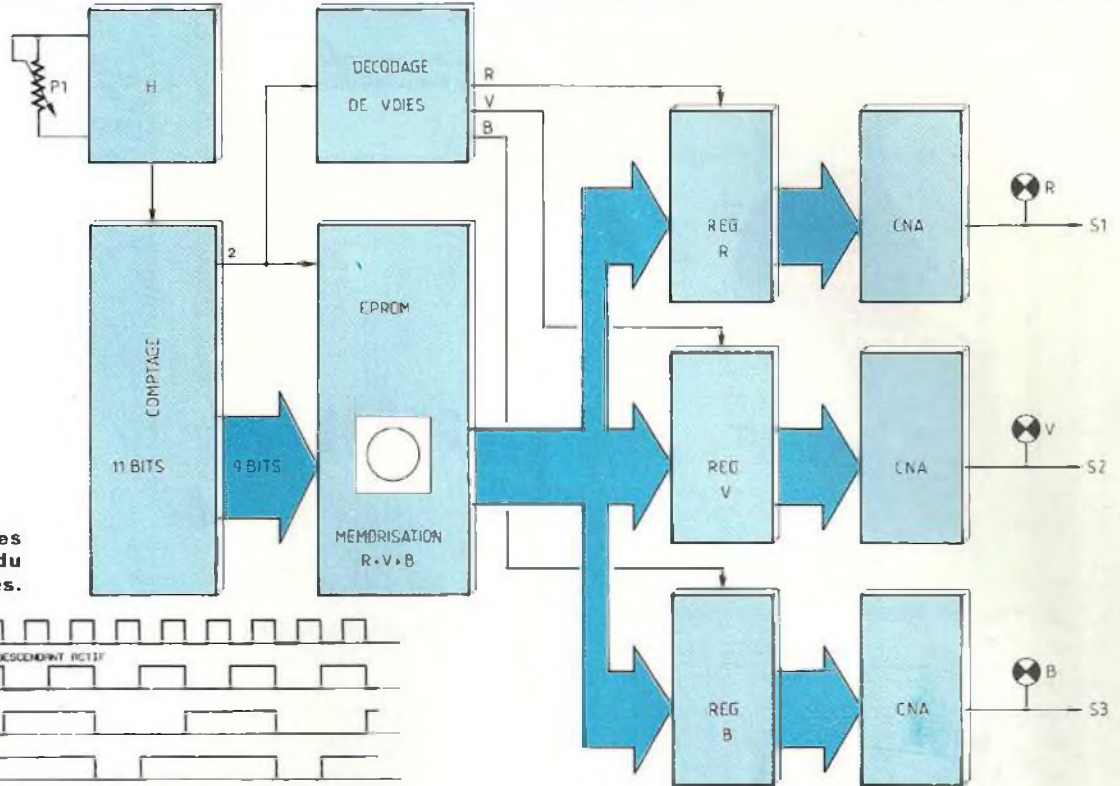 P1
H
DECODAGE
DE VOIES
R
V
B
COMPTAGE
11 BITS
2
9 BITS
EPROM
MEMORISATION
R+V+B
REG
R
CNA
R
S1
REG
V
CNA
V
S2
REG
B
CNA
B
S3
es
du
es.
DESCENDANT ACTIF